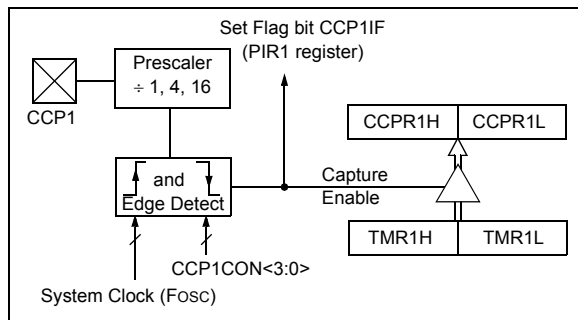 Set Flag bit CCP1IF
(PIR1 register)
Prescaler
÷ 1, 4, 16
CCP1
CCPR1H CCPR1L
and
Edge Detect
Capture
Enable
TMR1H TMR1L
CCP1CON<3:0>
System Clock (FOSC)